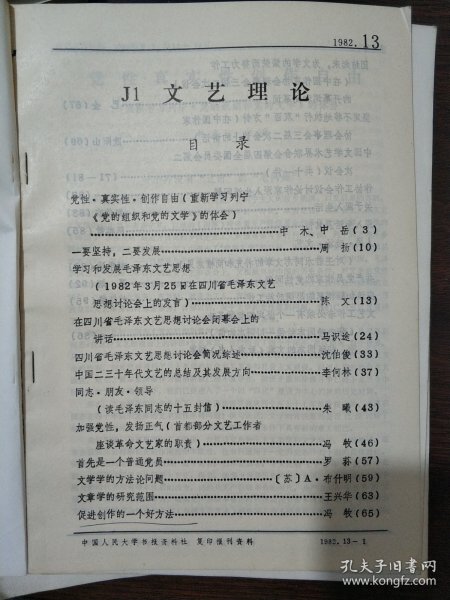 1982.13
J1 文艺理论
目录
党性·真实性·创作自由(重新学习列宁
《党的组织和党的文学》的体会)
中木、中岳(3)
一要坚持，二要发展 周扬(10)
学习和发展毛泽东文艺思想
(1982年3月25日在四川省毛泽东文艺
思想讨论会上的发言) 陈文(13)
在四川省毛泽东文艺思想讨论会闭幕会上的
讲话 马识途(24)
四川省毛泽东文艺思想讨论会简况综述 沈伯俊(33)
中国二三十年代文艺的总结及其发展方向 李何林(37)
同志·朋友·领导
(读毛泽东同志的十五封信) 朱曦(43)
加强党性，发扬正气(首都部分文艺工作者
座谈革命文艺家的职责) 冯牧(46)
首先是一个普通党员 罗荪(57)
文学学的方法论问题 〔苏〕A·布什明(59)
文章学的研究范围 王兴华(63)
促进创作的一个好方法 冯牧(65)
中国人民大学书报资料社 复印报刊资料 1982.13-1
孔夫子旧书网
kongfz.com